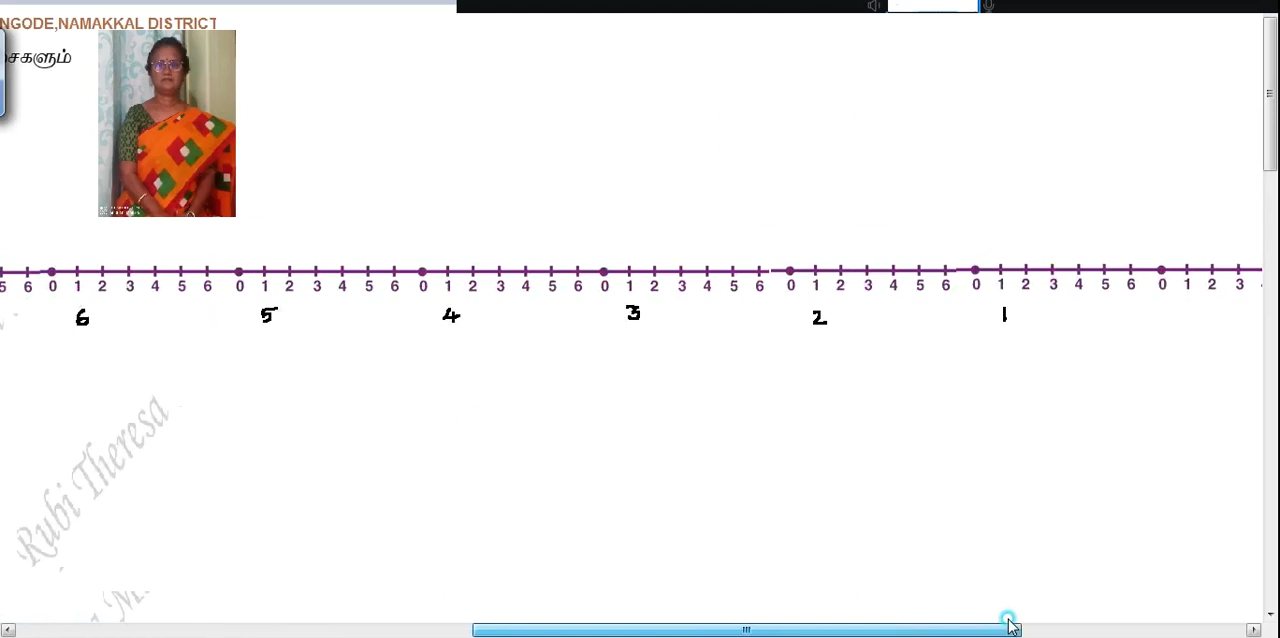 NGODE,NAMAKKAL DISTRICT
சைகளும்
5 6 0 1 2 3 4 5 6 0 1 2 3 4 5 6 0 1 2 3 4 5 6 0 1 2 3 4 5 6 0 1 2 3 4 5 6 0 1 2 3 4 5 6 0 1 2 3
6 5 4 3 2 1
Rubi Theresa